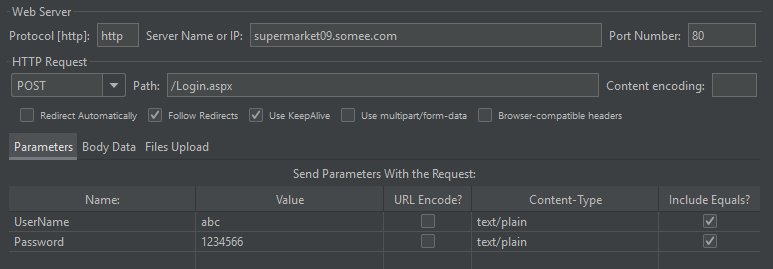 Web Server
Protocol [http]: http Server Name or IP: supermarket09.somee.com Port Number: 80
HTTP Request
POST Path: /Login.aspx Content encoding:
Redirect Automatically Follow Redirects Use KeepAlive Use multipart/form-data Browser-compatible headers
Parameters Body Data Files Upload
Send Parameters With the Request:
Name: Value URL Encode? Content-Type Include Equals?
UserName abc text/plain
Password 1234566 text/plain